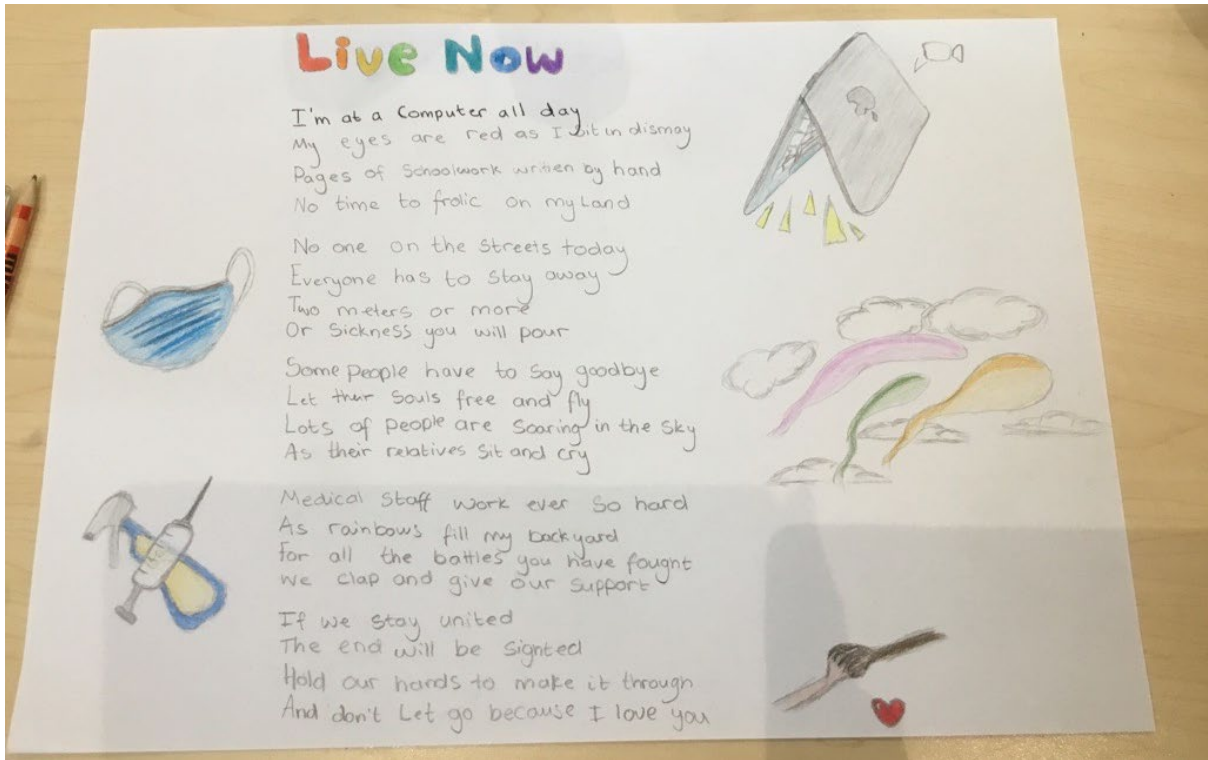 Live Now
I'm at a Computer all day
My eyes are red as I sit in dismay
Pages of Schoolwork written by hand
No time to frolic on my Land
No one on the Streets today
Everyone has to stay away
Two meters or more
Or Sickness you will pour
Some people have to Say goodbye
Let their Souls free and fly
Lots of people are Soaring in the Sky
As their relatives Sit and cry
Medical Staff work ever so hard
As rainbows fill my backyard
for all the battles you have fought
we clap and give our support
If we stay united
The end will be signted
Hold our hands to make it through
And don't Let go because I love you